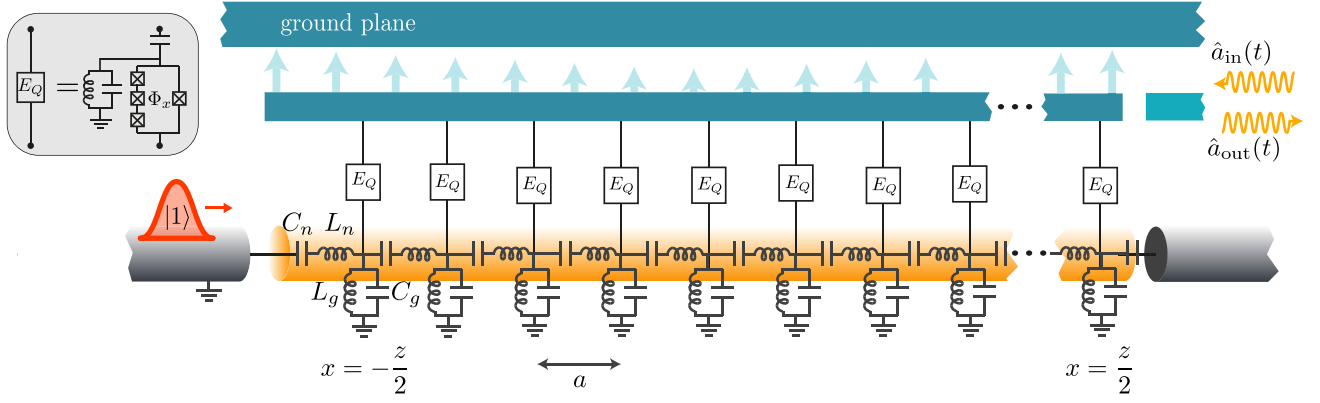 ground plane
E_Q = Φ_x
â_in(t)
â_out(t)
E_Q E_Q E_Q E_Q E_Q E_Q E_Q E_Q E_Q
|1⟩
C_n L_n
...
...
L_g C_g
x = -z/2
a
x = z/2